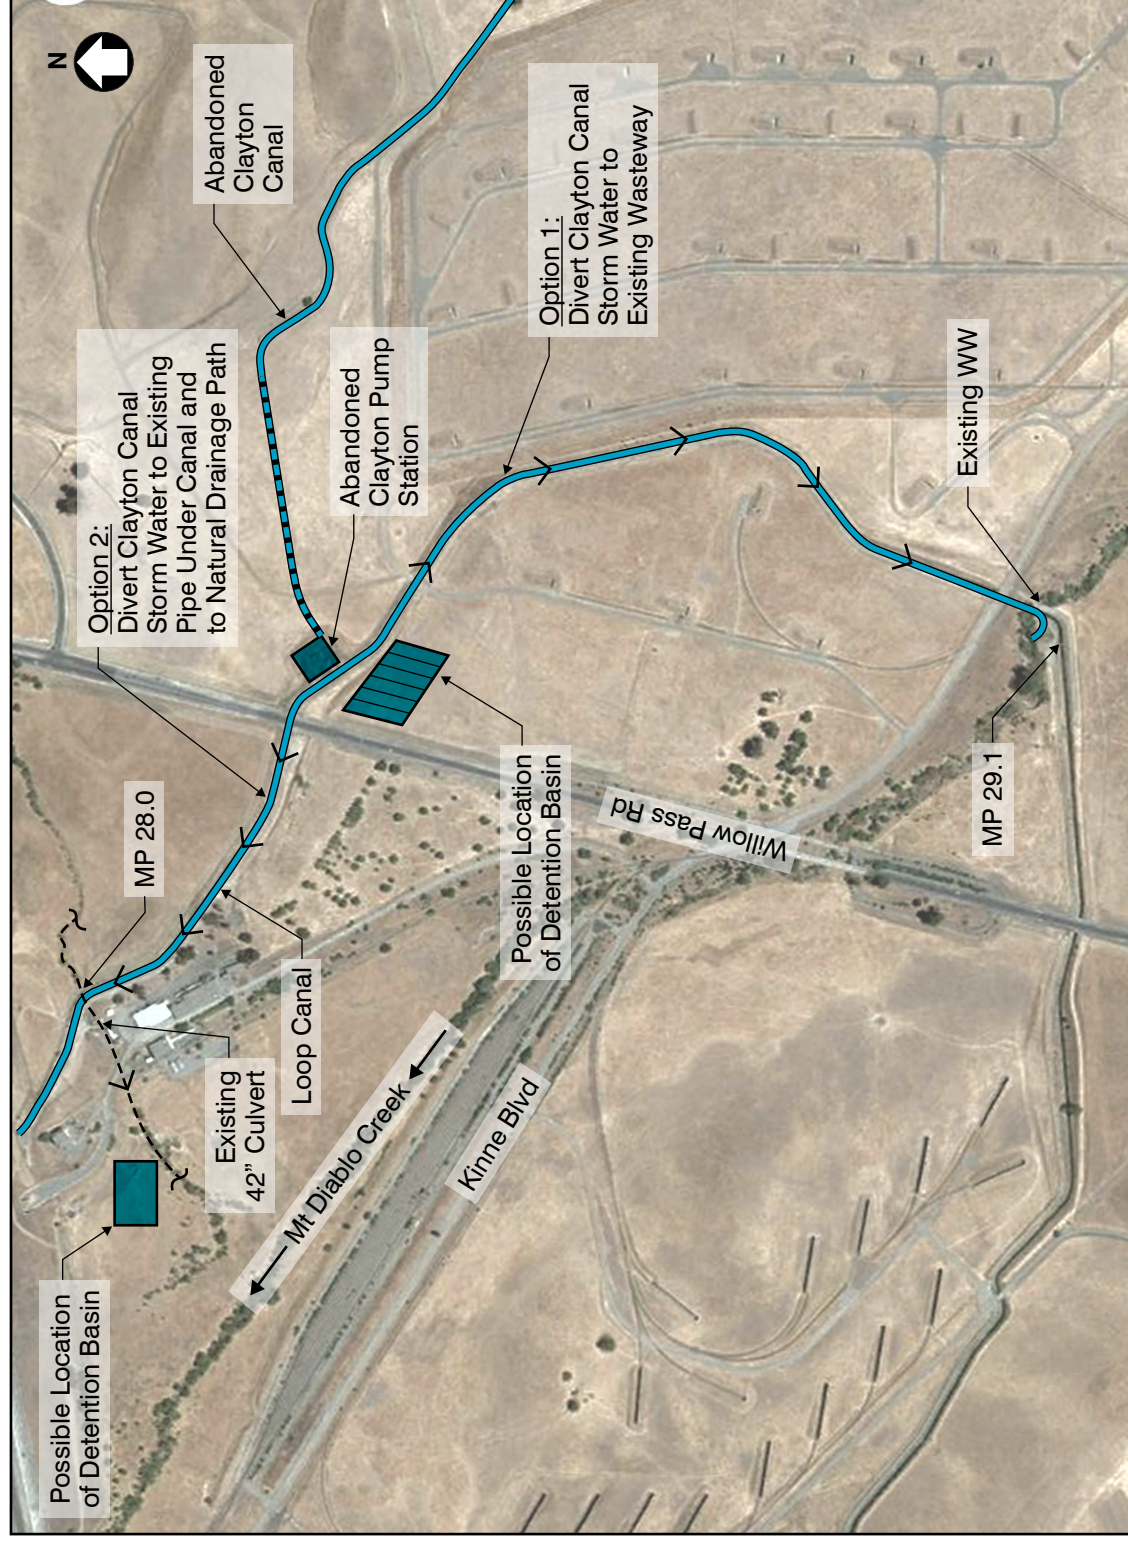 N
Abandoned
Clayton
Canal
Option 2:
Divert Clayton Canal
Storm Water to Existing
Pipe Under Canal and
to Natural Drainage Path
Abandoned
Clayton Pump
Station
Option 1:
Divert Clayton Canal
Storm Water to
Existing Wasteway
Existing WW
MP 28.0
Possible Location
of Detention Basin
Willow Pass Rd
MP 29.1
Loop Canal
Existing
42” Culvert
Mt Diablo Creek
Kinne Blvd
Possible Location
of Detention Basin